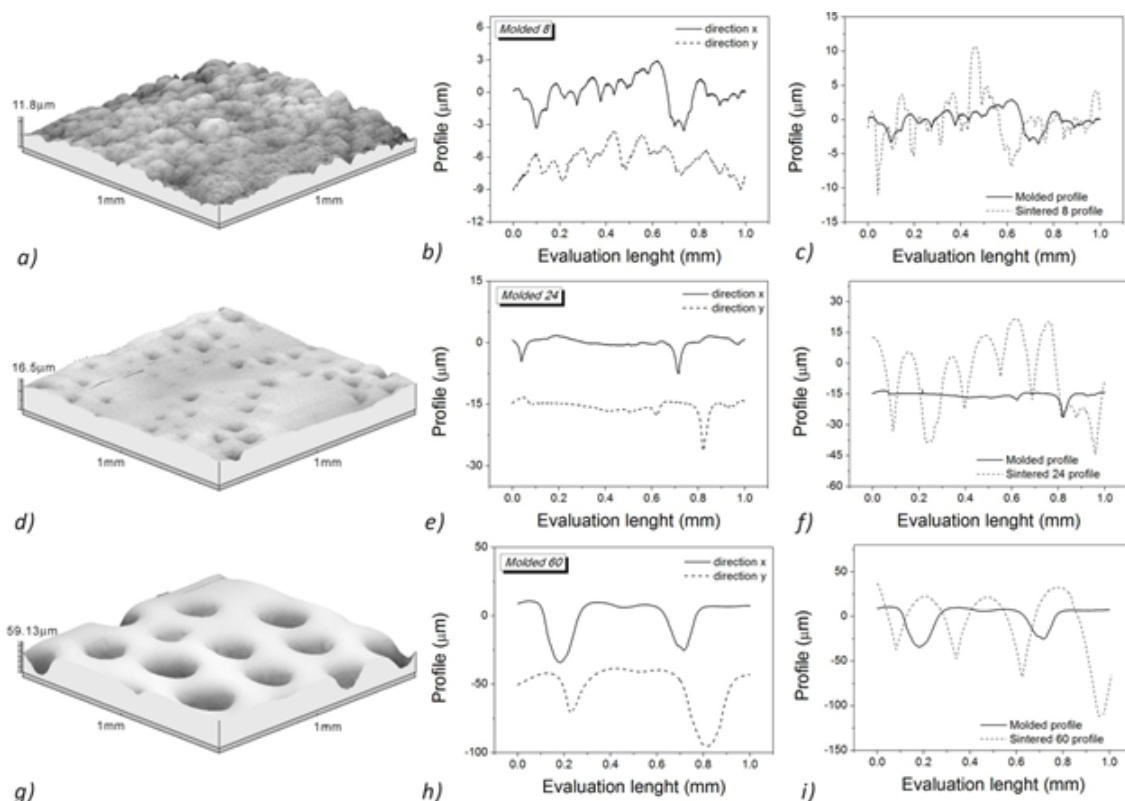 11.8µm
1mm
1mm
a)
Molded 8
direction x
direction y
Profile (µm)
6
3
0
-3
-6
-9
-12
0.0 0.2 0.4 0.6 0.8 1.0
Evaluation lenght (mm)
b)
15
10
5
0
-5
-10
-15
Profile (µm)
Molded profile
Sintered 8 profile
0.0 0.2 0.4 0.6 0.8 1.0
Evaluation lenght (mm)
c)
16.5µm
1mm
1mm
d)
Molded 24
direction x
direction y
Profile (µm)
15
0
-15
-30
0.0 0.2 0.4 0.6 0.8 1.0
Evaluation lenght (mm)
e)
30
15
0
-15
-30
-45
-60
Profile (µm)
Molded profile
Sintered 24 profile
0.0 0.2 0.4 0.6 0.8 1.0
Evaluation lenght (mm)
f)
59.13µm
1mm
1mm
g)
Molded 60
direction x
direction y
Profile (µm)
50
0
-50
-100
0.0 0.2 0.4 0.6 0.8 1.0
Evaluation lenght (mm)
h)
50
0
-50
-100
-150
Profile (µm)
Molded profile
Sintered 60 profile
0.0 0.2 0.4 0.6 0.8 1.0
Evaluation lenght (mm)
i)